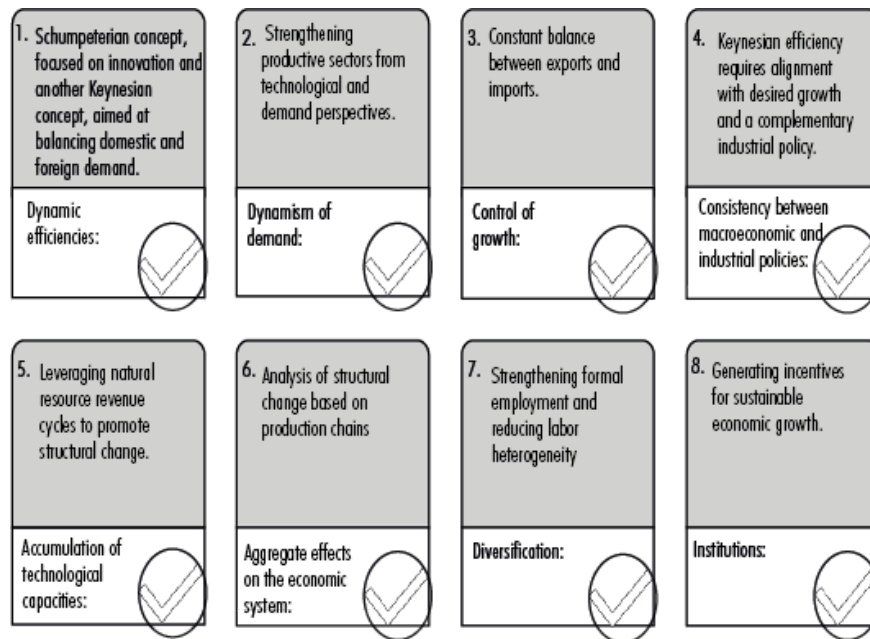 1. Schumpeterian concept,
focused on innovation and
another Keynesian
concept, aimed at
balancing domestic and
foreign demand.
Dynamic
efficiencies:
2. Strengthening
productive sectors from
technological and
demand perspectives.
Dynamism of
demand:
3. Constant balance
between exports and
imports.
Control of
growth:
4. Keynesian efficiency
requires alignment
with desired growth
and a complementary
industrial policy.
Consistency between
macroeconomic and
industrial policies:
5. Leveraging natural
resource revenue
cycles to promote
structural change.
Accumulation of
technological
capacities:
6. Analysis of structural
change based on
production chains
Aggregate effects
on the economic
system:
7. Strengthening formal
employment and
reducing labor
heterogeneity
Diversification:
8. Generating incentives
for sustainable
economic growth.
Institutions: